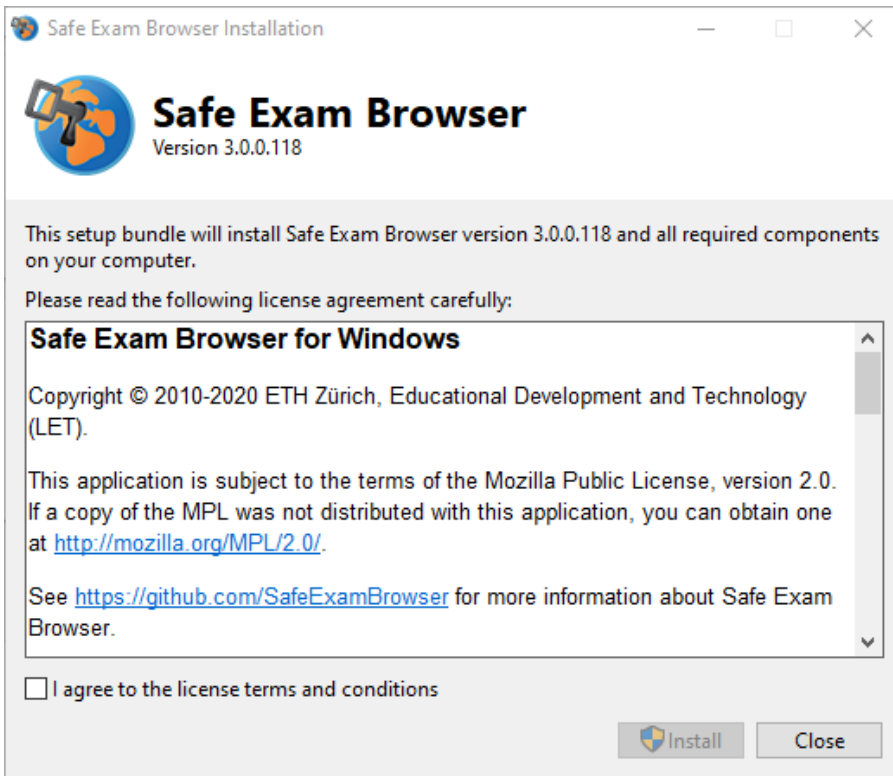 Safe Exam Browser Installation
Safe Exam Browser
Version 3.0.0.118
This setup bundle will install Safe Exam Browser version 3.0.0.118 and all required components
on your computer.
Please read the following license agreement carefully:
Safe Exam Browser for Windows
Copyright © 2010-2020 ETH Zürich, Educational Development and Technology
(LET).
This application is subject to the terms of the Mozilla Public License, version 2.0.
If a copy of the MPL was not distributed with this application, you can obtain one
at http://mozilla.org/MPL/2.0/.
See https://github.com/SafeExamBrowser for more information about Safe Exam
Browser.
I agree to the license terms and conditions
Install Close